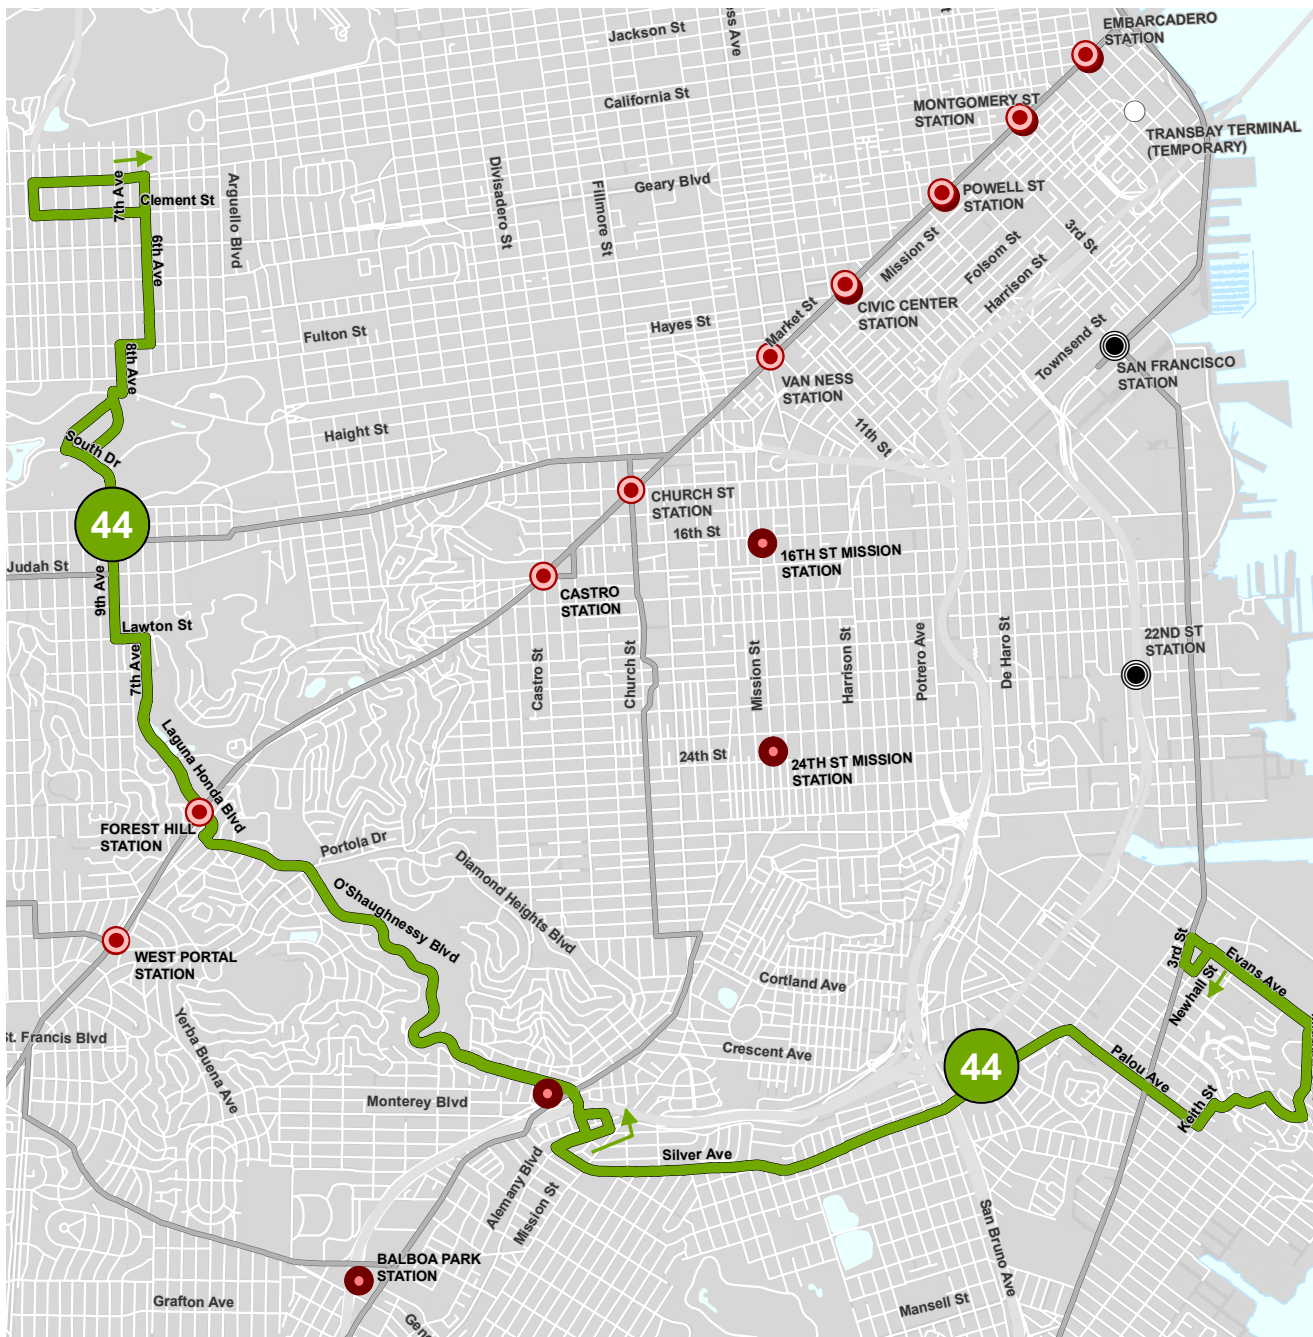 EMBARCADERO
STATION
Jackson St
ss Ave
California St
MONTGOMERY ST
STATION
TRANSBAY TERMINAL
(TEMPORARY)
7th Ave
Clement St
Arguello Blvd
Divisadero St
Fillmore St
Geary Blvd
POWELL ST
STATION
6th Ave
Mission St
Folsom St
3rd St
Harrison St
CIVIC CENTER
STATION
Fulton St
Hayes St
Market St
8th Ave
Townsend St
SAN FRANCISCO
STATION
VAN NESS
STATION
South Dr
Haight St
11th St
44
CHURCH ST
STATION
16th St
16TH ST MISSION
STATION
Judah St
9th Ave
CASTRO
STATION
Lawton St
7th Ave
Castro St
Church St
Mission St
Harrison St
Potrero Ave
De Haro St
22ND ST
STATION
Laguna Honda Blvd
24th St
24TH ST MISSION
STATION
FOREST HILL
STATION
Portola Dr
Diamond Heights Blvd
O'Shaughnessy Blvd
WEST PORTAL
STATION
Cortland Ave
3rd St
Evans Ave
Newhall St
St. Francis Blvd
Yerba Buena Ave
Crescent Ave
44
Palou Ave
Keith St
Monterey Blvd
Silver Ave
Alemany Blvd
Mission St
San Bruno Ave
BALBOA PARK
STATION
Grafton Ave
Mansell St
Gen